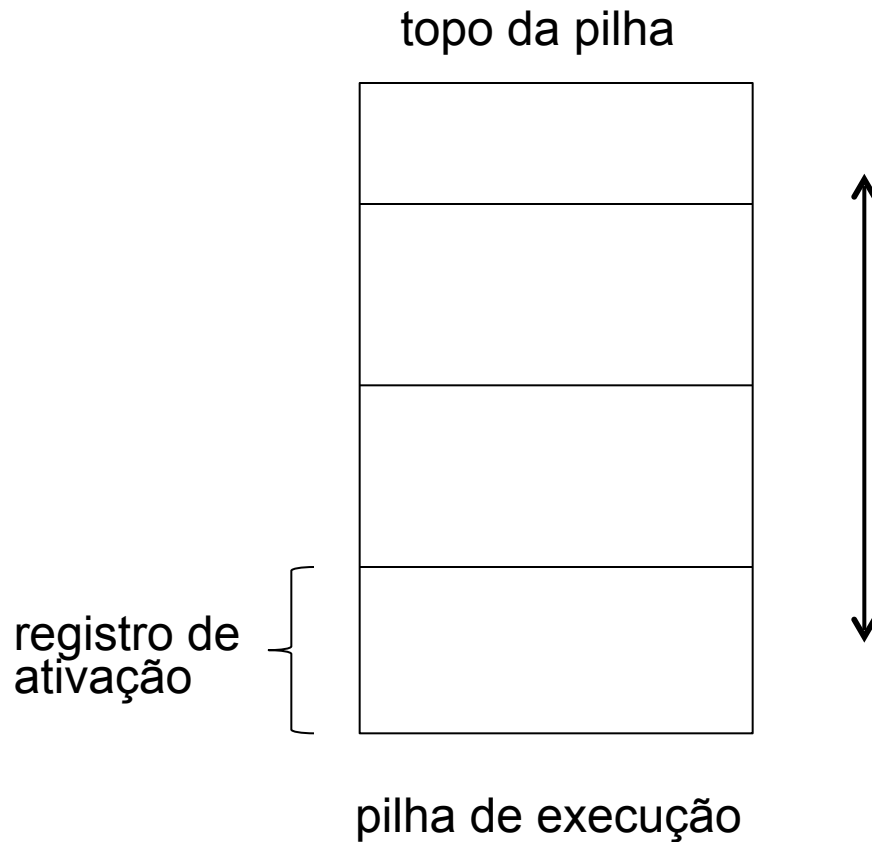 topo da pilha
registro de
ativação
pilha de execução